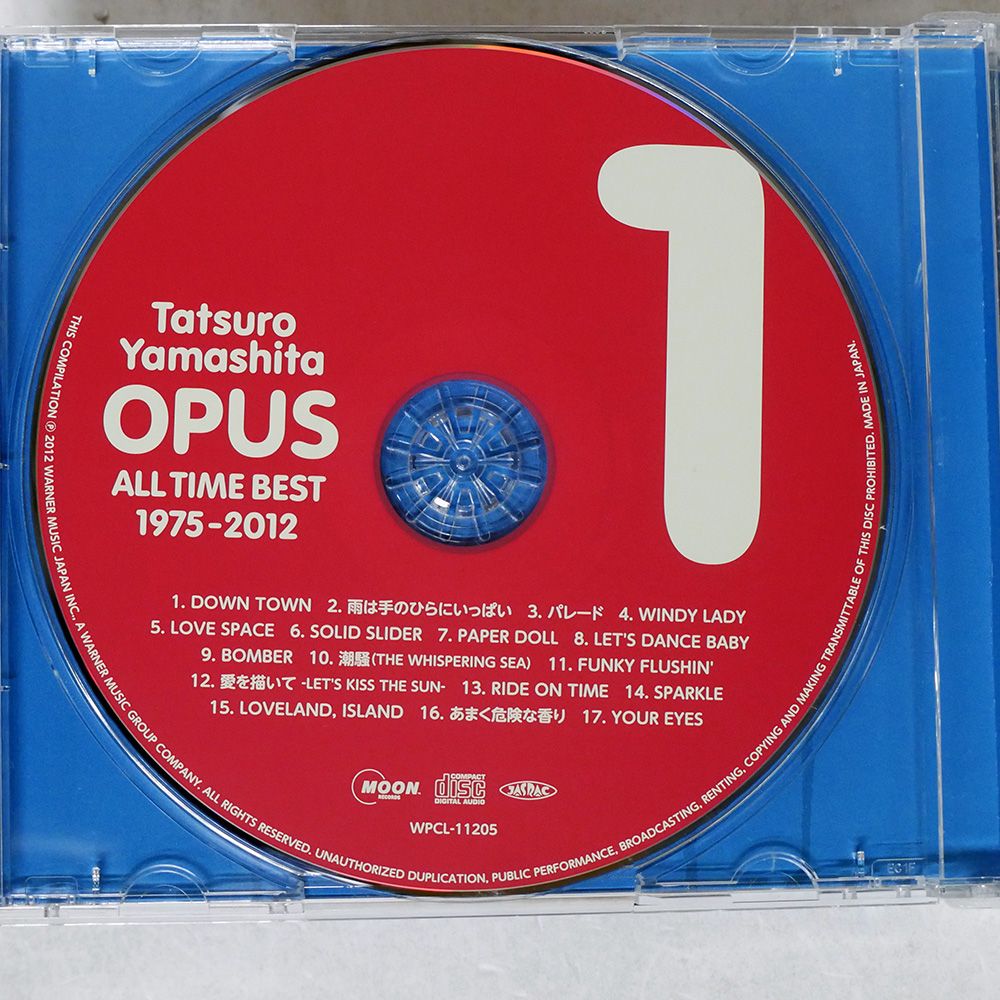 1
Tatsuro
Yamashita
OPUS
ALL TIME BEST
1975-2012
1. DOWN TOWN 2. 雨は手のひらにいっぱい 3. パレード 4. WINDY LADY
5. LOVE SPACE 6. SOLID SLIDER 7. PAPER DOLL 8. LET'S DANCE BABY
9. BOMBER 10. 潮騒 (THE WHISPERING SEA) 11. FUNKY FLUSHIN'
12. 愛を描いて -LET'S KISS THE SUN- 13. RIDE ON TIME 14. SPARKLE
15. LOVELAND, ISLAND 16. あまく危険な香り 17. YOUR EYES
MOON RECORDS COMPACT disc DIGITAL AUDIO JASRAC
WPCL-11205
THIS COMPILATION ℗ 2012 WARNER MUSIC JAPAN INC., A WARNER MUSIC GROUP COMPANY. ALL RIGHTS RESERVED. UNAUTHORIZED DUPLICATION, PUBLIC PERFORMANCE, BROADCASTING, RENTING, COPYING AND MAKING TRANSMITTABLE OF THIS DISC PROHIBITED. MADE IN JAPAN.